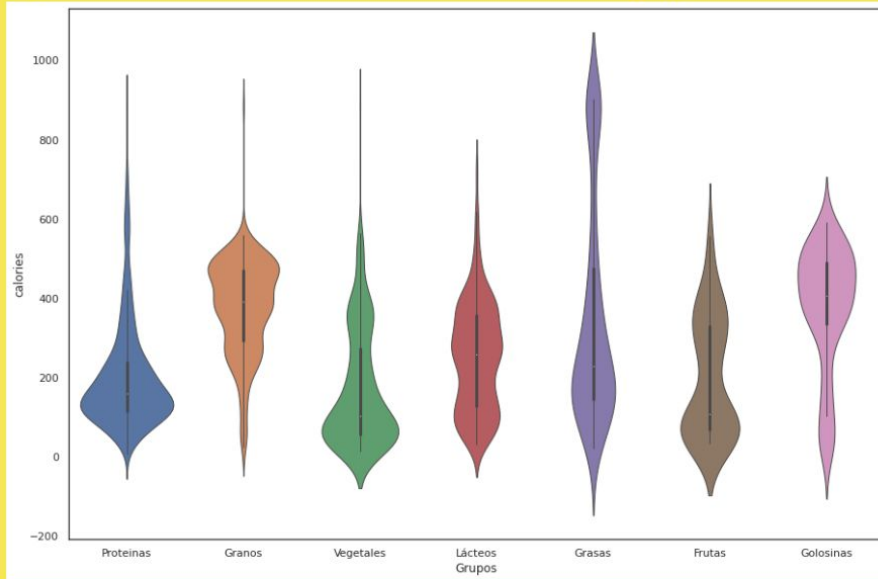 1000
800
600
400
200
0
−200
calories
Proteinas
Granos
Vegetales
Lácteos
Grasas
Frutas
Golosinas
Grupos